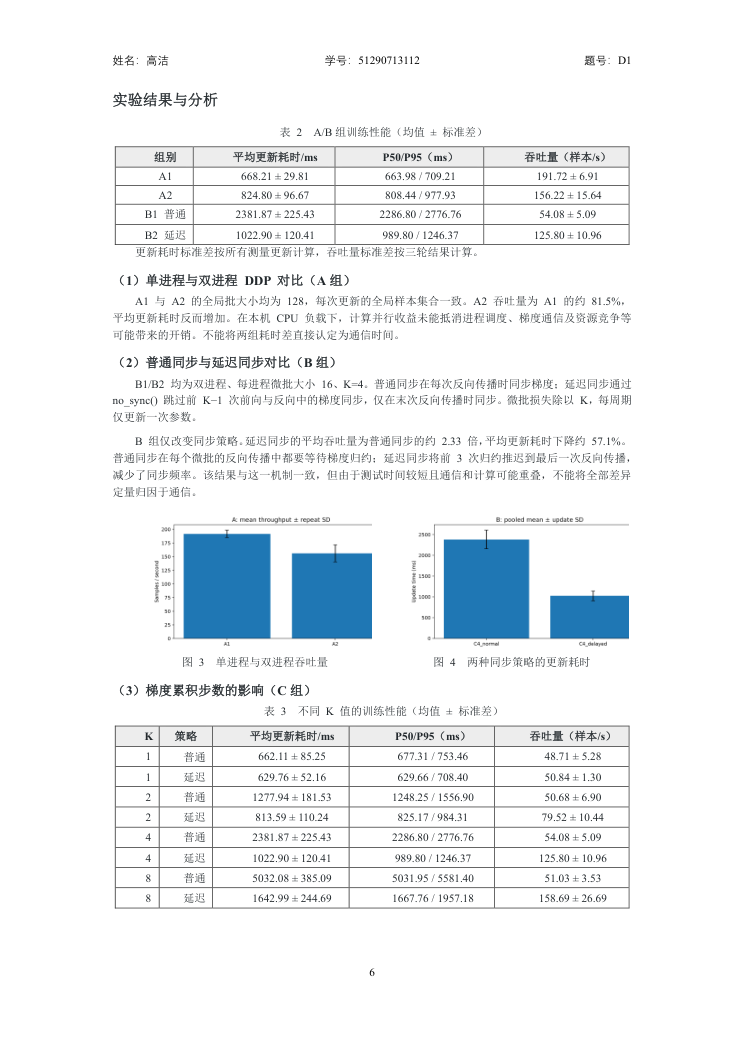 姓名: 高洁 学号: 51290713112 题号: D1
实验结果与分析
表 2 A/B 组训练性能（均值 ± 标准差）
组别 平均更新耗时/ms P50/P95（ms） 吞吐量（样本/s）
A1 668.21 ± 29.81 663.98 / 709.21 191.72 ± 6.91
A2 824.80 ± 96.67 808.44 / 977.93 156.22 ± 15.64
B1 普通 2381.87 ± 225.43 2286.80 / 2776.76 54.08 ± 5.09
B2 延迟 1022.90 ± 120.41 989.80 / 1246.37 125.80 ± 10.96
更新耗时标准差按所有测量更新计算，吞吐量标准差按三轮结果计算。
（1）单进程与双进程 DDP 对比（A 组）
A1 与 A2 的全局批大小均为 128，每次更新的全局样本集合一致。A2 吞吐量为 A1 的约 81.5%，
平均更新耗时反而增加。在本机 CPU 负载下，计算并行收益未能抵消进程调度、梯度通信及资源竞争等
可能带来的开销。不能将两组耗时差直接认定为通信时间。
（2）普通同步与延迟同步对比（B 组）
B1/B2 均为双进程、每进程微批大小 16、K=4。普通同步在每次反向传播时同步梯度；延迟同步通过
no_sync() 跳过前 K−1 次前向与反向中的梯度同步，仅在末次反向传播时同步。微批损失除以 K，每周期
仅更新一次参数。
B 组仅改变同步策略。延迟同步的平均吞吐量为普通同步的约 2.33 倍，平均更新耗时下降约 57.1%。
普通同步在每个微批的反向传播中都要等待梯度归约；延迟同步将前 3 次归约推迟到最后一次反向传播，
减少了同步频率。该结果与这一机制一致，但由于测试时间较短且通信和计算可能重叠，不能将全部差异
定量归因于通信。
A: mean throughput ± repeat SD
Samples / second
200
175
150
125
100
75
50
25
0
A1 A2
B: pooled mean ± update SD
Update time (ms)
2500
2000
1500
1000
500
0
C4_normal C4_delayed
图 3 单进程与双进程吞吐量 图 4 两种同步策略的更新耗时
（3）梯度累积步数的影响（C 组）
表 3 不同 K 值的训练性能（均值 ± 标准差）
K 策略 平均更新耗时/ms P50/P95（ms） 吞吐量（样本/s）
1 普通 662.11 ± 85.25 677.31 / 753.46 48.71 ± 5.28
1 延迟 629.76 ± 52.16 629.66 / 708.40 50.84 ± 1.30
2 普通 1277.94 ± 181.53 1248.25 / 1556.90 50.68 ± 6.90
2 延迟 813.59 ± 110.24 825.17 / 984.31 79.52 ± 10.44
4 普通 2381.87 ± 225.43 2286.80 / 2776.76 54.08 ± 5.09
4 延迟 1022.90 ± 120.41 989.80 / 1246.37 125.80 ± 10.96
8 普通 5032.08 ± 385.09 5031.95 / 5581.40 51.03 ± 3.53
8 延迟 1642.99 ± 244.69 1667.76 / 1957.18 158.69 ± 26.69
6